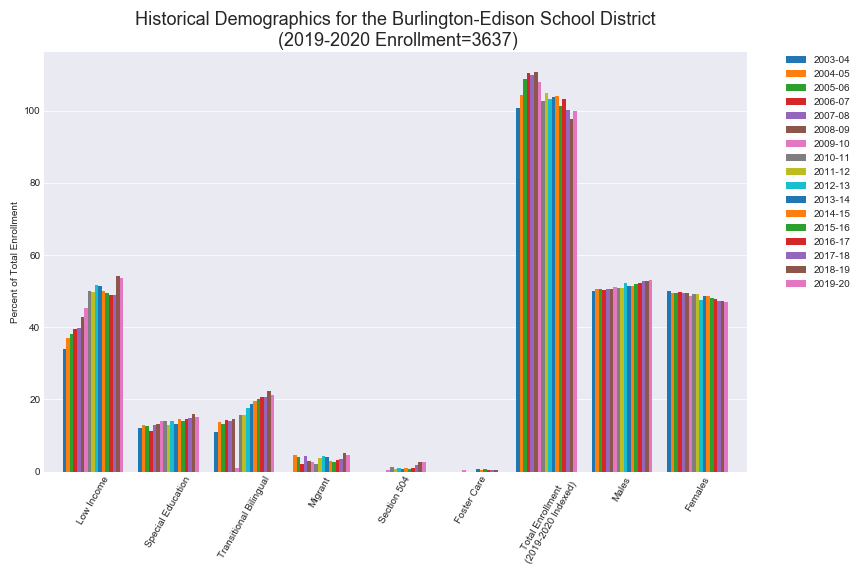 Historical Demographics for the Burlington-Edison School District
(2019-2020 Enrollment=3637)
Percent of Total Enrollment
100
80
60
40
20
0
Low Income
Special Education
Transitional Bilingual
Migrant
Section 504
Foster Care
Total Enrollment
(2019-2020 Indexed)
Males
Females
2003-04
2004-05
2005-06
2006-07
2007-08
2008-09
2009-10
2010-11
2011-12
2012-13
2013-14
2014-15
2015-16
2016-17
2017-18
2018-19
2019-20